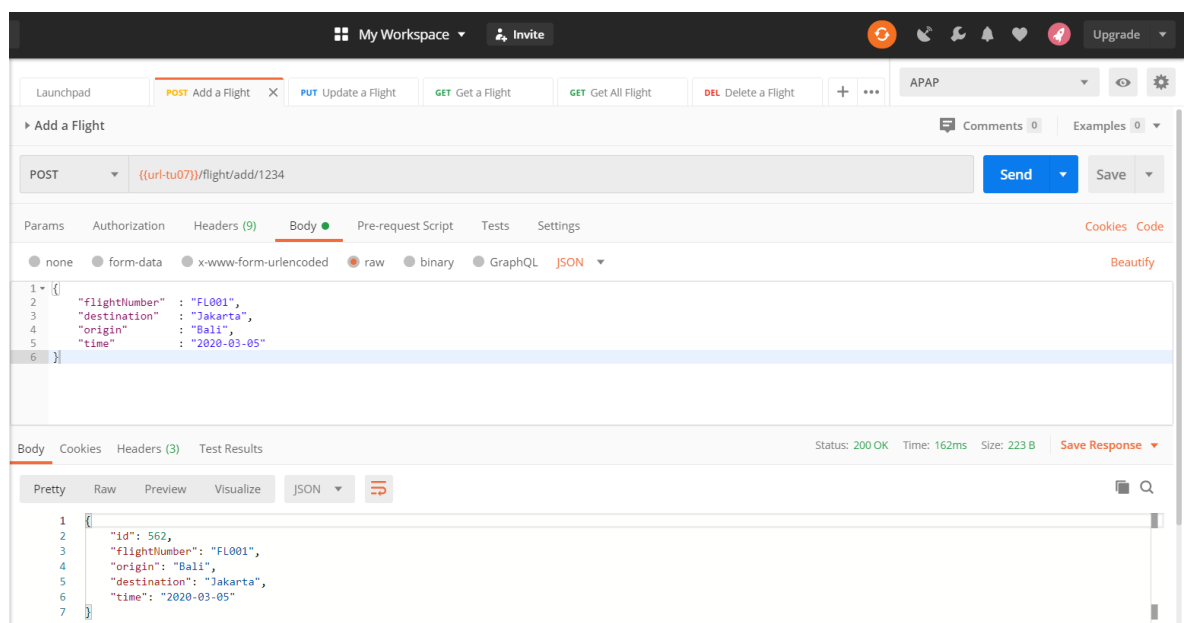 My Workspace Invite Upgrade
Launchpad POST Add a Flight X PUT Update a Flight GET Get a Flight GET Get All Flight DEL Delete a Flight + ••• APAP
Add a Flight Comments 0 Examples 0
POST {{url-tu07}}/flight/add/1234 Send Save
Params Authorization Headers (9) Body Pre-request Script Tests Settings Cookies Code
none form-data x-www-form-urlencoded raw binary GraphQL JSON Beautify
1 {
2 "flightNumber" : "FL001",
3 "destination" : "Jakarta",
4 "origin" : "Bali",
5 "time" : "2020-03-05"
6 }
Body Cookies Headers (3) Test Results Status: 200 OK Time: 162ms Size: 223 B Save Response
Pretty Raw Preview Visualize JSON
1 {
2 "id": 562,
3 "flightNumber": "FL001",
4 "origin": "Bali",
5 "destination": "Jakarta",
6 "time": "2020-03-05"
7 }